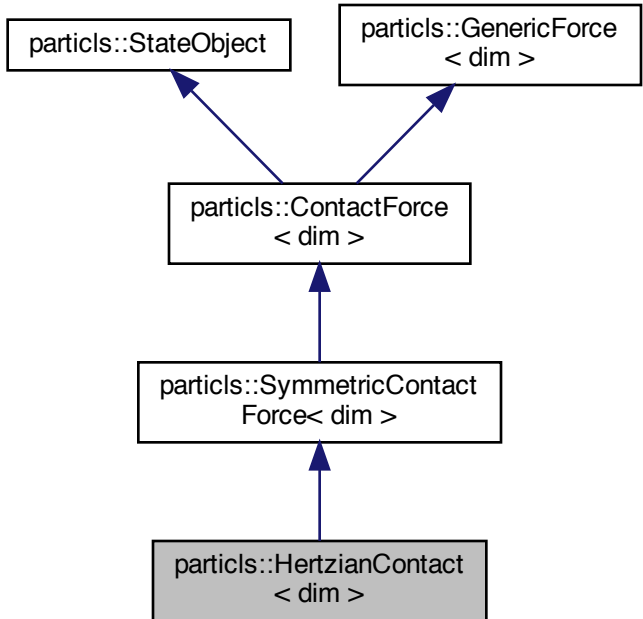 particls::StateObject
particls::GenericForce
< dim >
particls::ContactForce
< dim >
particls::SymmetricContact
Force< dim >
particls::HertzianContact
< dim >